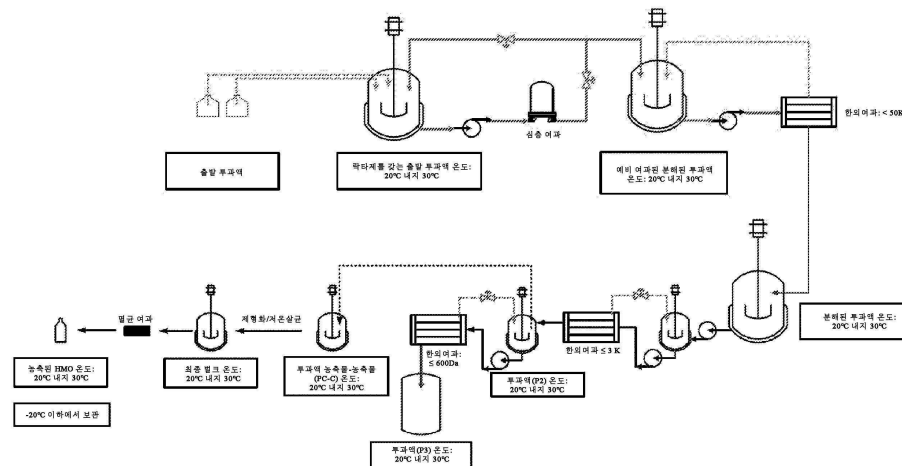 심층 여과
한외여과: < 50K
출발 투과액
락타제를 갖는 출발 투과액 온도:
20℃ 내지 30℃
예비 여과된 분해된 투과액
온도: 20℃ 내지 30℃
분해된 투과액 온도:
20℃ 내지 30℃
멸균 여과
제형화/저온살균
한외여과:
≤ 600Da
한외여과 ≤ 3 K
농축된 HMO 온도:
20℃ 내지 30℃
최종 벌크 온도:
20℃ 내지 30℃
투과액 농축물-농축물
(PC-C) 온도:
20℃ 내지 30℃
투과액(P2) 온도:
20℃ 내지 30℃
-20℃ 이하에서 보관
투과액(P3) 온도:
20℃ 내지 30℃